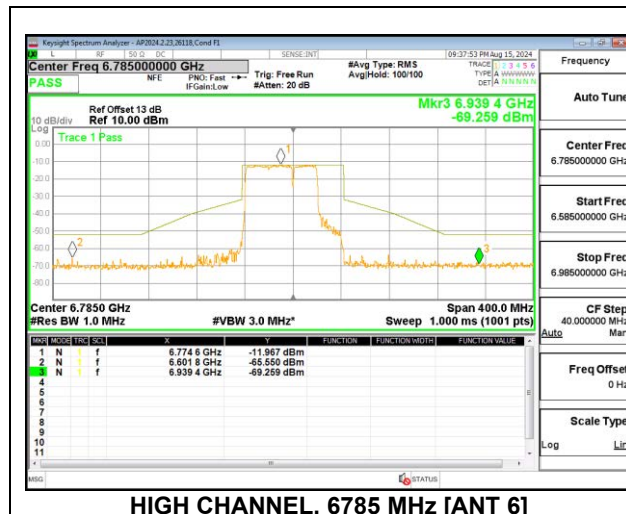 Keysight Spectrum Analyzer - AP2024.2.23,26118,Cond F1
L RF 50 Ω DC SENSE:INT 09:37:53 PM Aug 15, 2024
Center Freq 6.785000000 GHz
PASS
NFE
PNO: Fast
IFGain:Low
Trig: Free Run
#Atten: 20 dB
#Avg Type: RMS
Avg|Hold: 100/100
TRACE 1 2 3 4 5 6
TYPE A WWWWW
DET A N N N N N
Ref Offset 13 dB
10 dB/div Ref 10.00 dBm
Mkr3 6.939 4 GHz
-69.259 dBm
Log
Trace 1 Pass
0.00
-10.0
-20.0
-30.0
-40.0
-50.0
-60.0
-70.0
-80.0
1
2
3
Center 6.7850 GHz Span 400.0 MHz
#Res BW 1.0 MHz #VBW 3.0 MHz* Sweep 1.000 ms (1001 pts)
MKR MODE TRC SCL X Y FUNCTION FUNCTION WIDTH FUNCTION VALUE
1 N 1 f 6.774 6 GHz -11.967 dBm
2 N 1 f 6.601 8 GHz -65.550 dBm
3 N 1 f 6.939 4 GHz -69.259 dBm
4
5
6
7
8
9
10
11
MSG STATUS
Frequency
Auto Tune
Center Freq
6.785000000 GHz
Start Freq
6.585000000 GHz
Stop Freq
6.985000000 GHz
CF Step
40.000000 MHz
Auto Man
Freq Offset
0 Hz
Scale Type
Log Lin
HIGH CHANNEL, 6785 MHz [ANT 6]